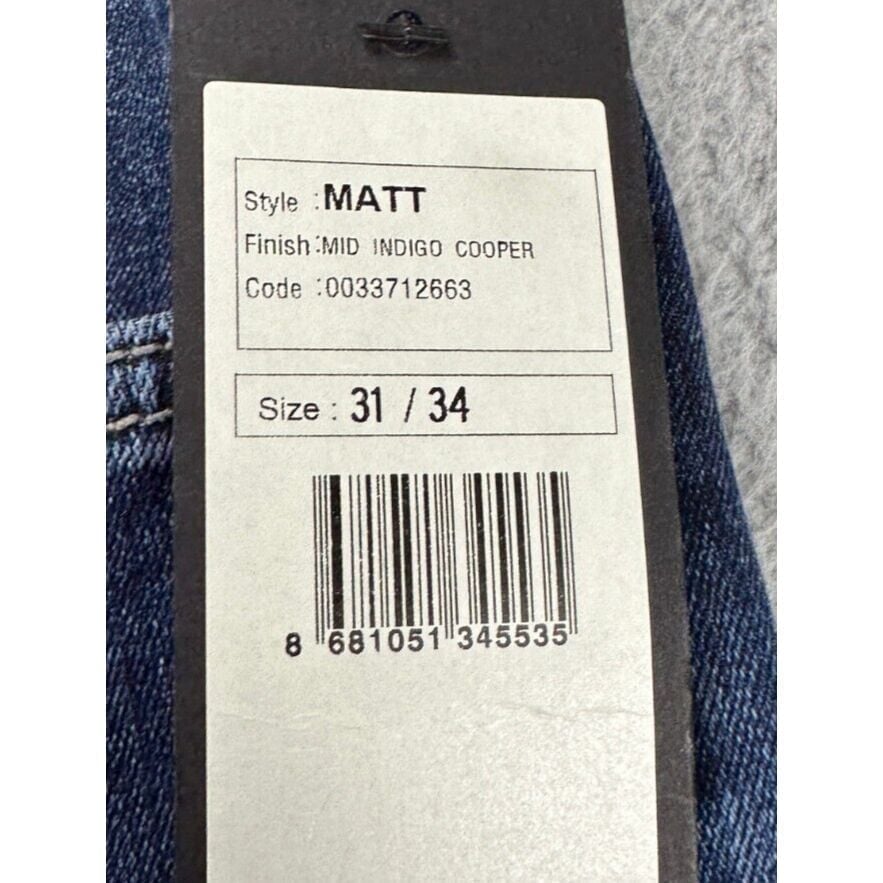 Style :MATT
Finish:MID INDIGO COOPER
Code :0033712663
Size : 31 / 34
8 681051 345535